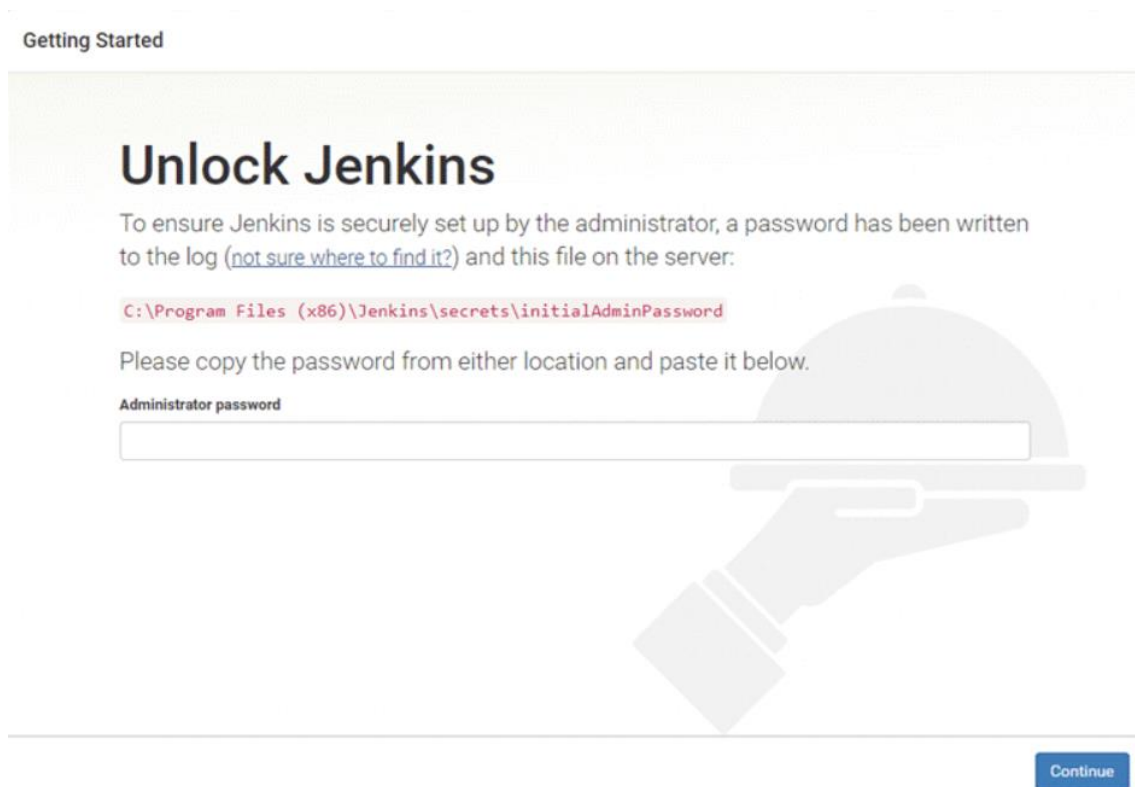 Getting Started
Unlock Jenkins
To ensure Jenkins is securely set up by the administrator, a password has been written
to the log (not sure where to find it?) and this file on the server:
C:\Program Files (x86)\Jenkins\secrets\initialAdminPassword
Please copy the password from either location and paste it below.
Administrator password
Continue